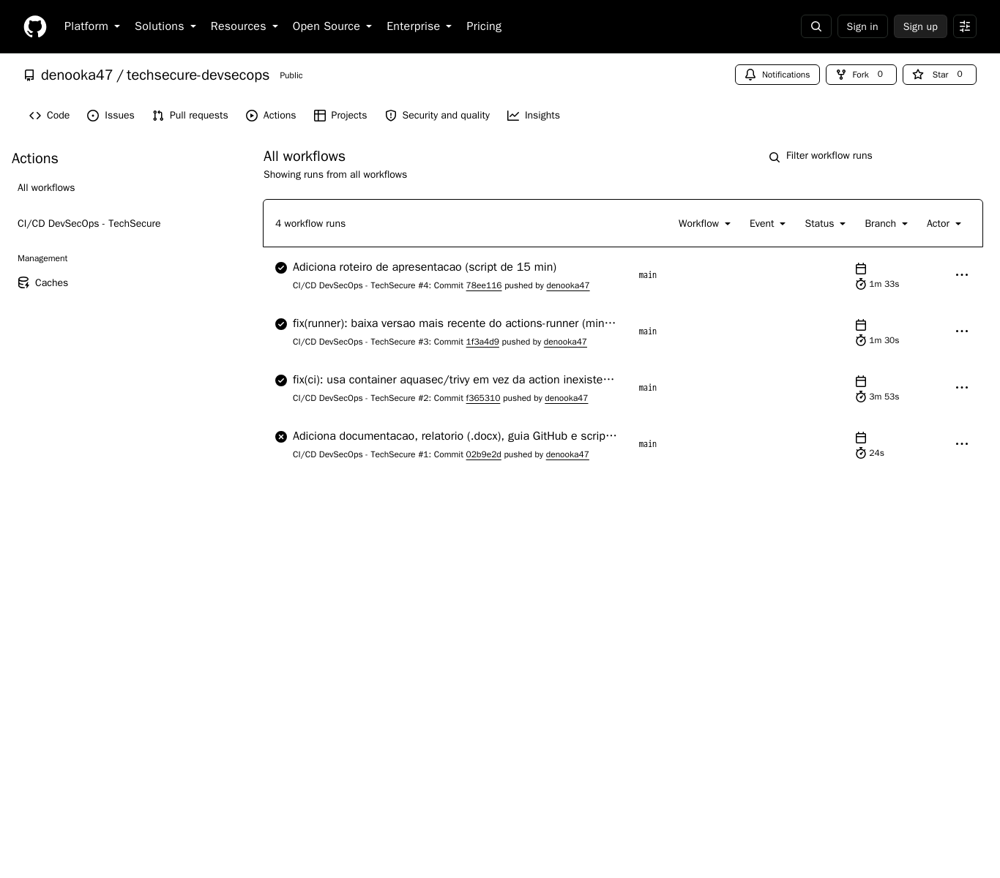 Platform Solutions Resources Open Source Enterprise Pricing Sign in Sign up
denooka47 / techsecure-devsecops Public Notifications Fork 0 Star 0
Code Issues Pull requests Actions Projects Security and quality Insights
Actions
All workflows
CI/CD DevSecOps - TechSecure
Management
Caches
All workflows
Showing runs from all workflows
Filter workflow runs
4 workflow runs Workflow Event Status Branch Actor
Adiciona roteiro de apresentacao (script de 15 min)
CI/CD DevSecOps - TechSecure #4: Commit 78ee116 pushed by denooka47
main
1m 33s
fix(runner): baixa versao mais recente do actions-runner (min…
CI/CD DevSecOps - TechSecure #3: Commit 1f3a4d9 pushed by denooka47
main
1m 30s
fix(ci): usa container aquasec/trivy em vez da action inexiste…
CI/CD DevSecOps - TechSecure #2: Commit f365310 pushed by denooka47
main
3m 53s
Adiciona documentacao, relatorio (.docx), guia GitHub e scrip…
CI/CD DevSecOps - TechSecure #1: Commit 02b9e2d pushed by denooka47
main
24s